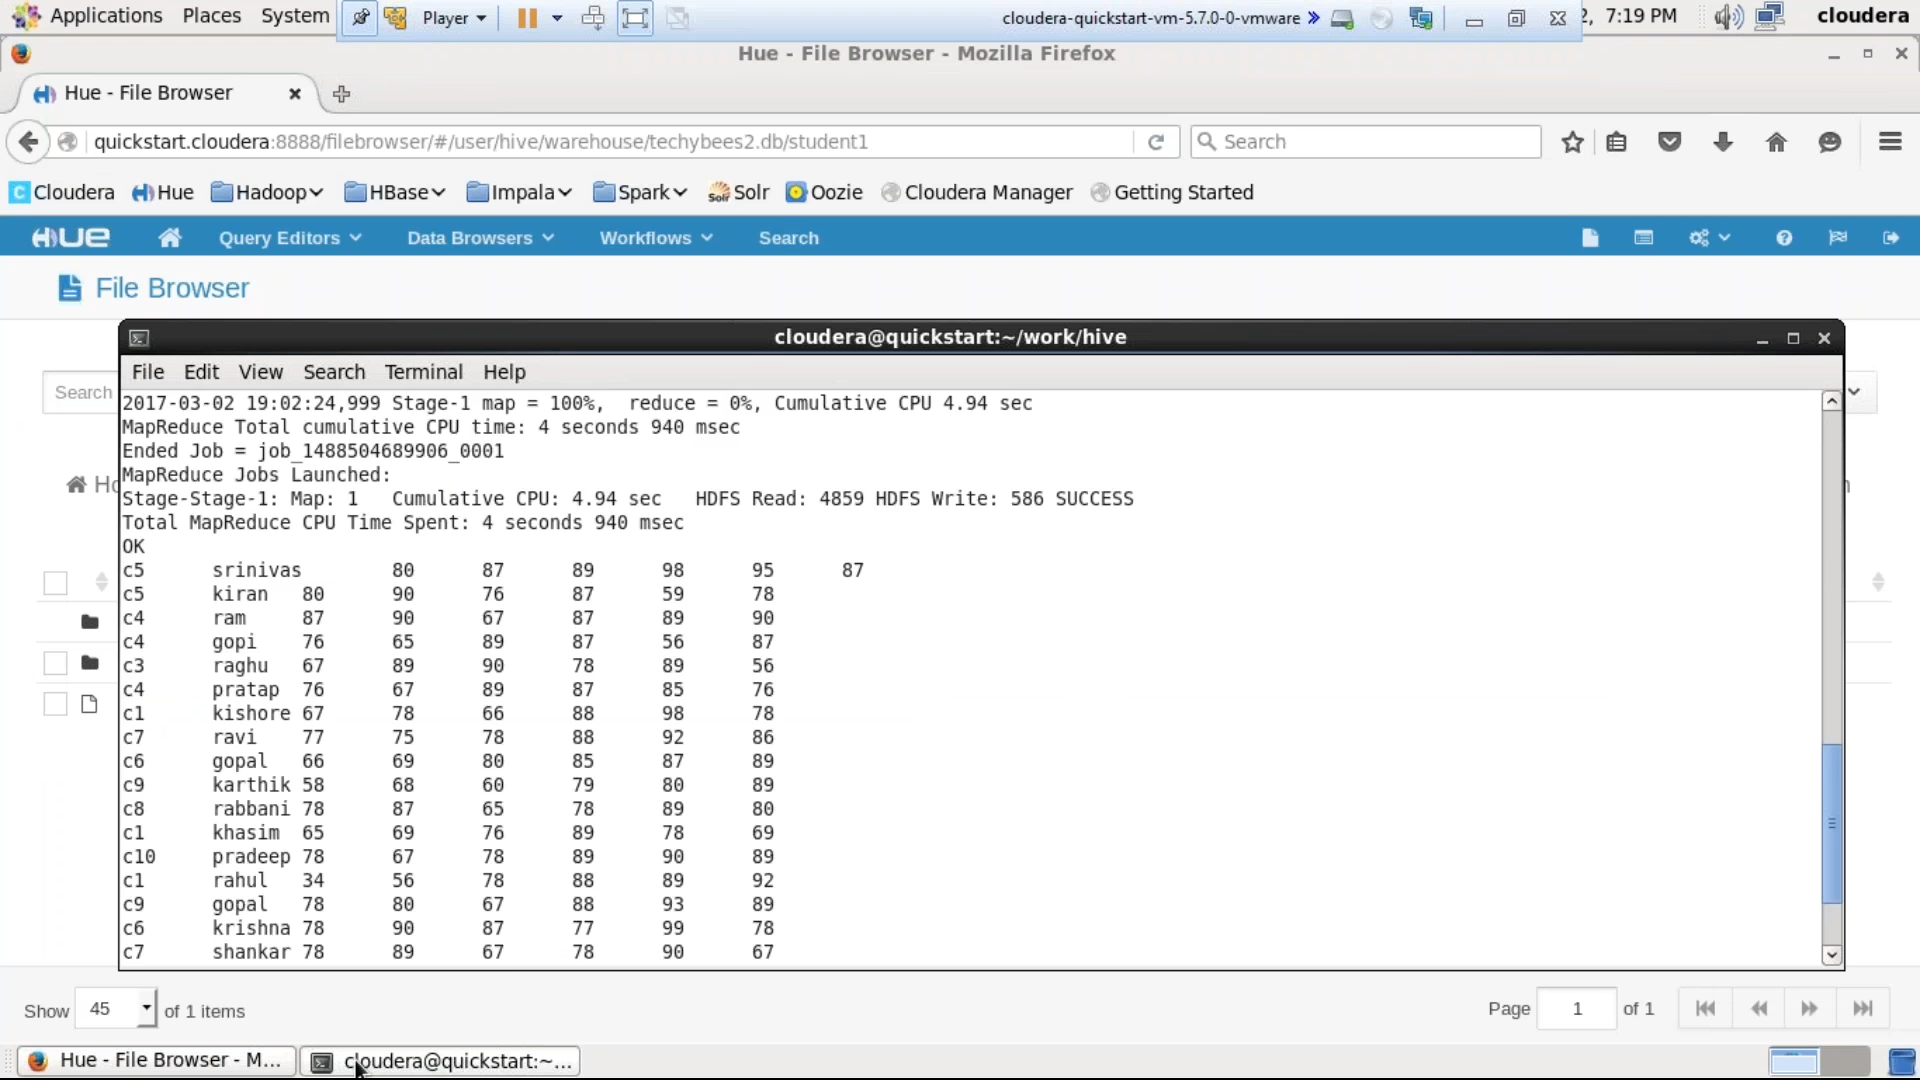 Applications Places System Player cloudera-quickstart-vm-5.7.0-0-vmware 2, 7:19 PM cloudera
Hue - File Browser - Mozilla Firefox
Hue - File Browser
quickstart.cloudera:8888/filebrowser/#/user/hive/warehouse/techybees2.db/student1 Search
Cloudera Hue Hadoop HBase Impala Spark Solr Oozie Cloudera Manager Getting Started
HUE Query Editors Data Browsers Workflows Search
File Browser
cloudera@quickstart:~/work/hive
File Edit View Search Terminal Help
Search
Ho
2017-03-02 19:02:24,999 Stage-1 map = 100%, reduce = 0%, Cumulative CPU 4.94 sec
MapReduce Total cumulative CPU time: 4 seconds 940 msec
Ended Job = job_1488504689906_0001
MapReduce Jobs Launched:
Stage-Stage-1: Map: 1 Cumulative CPU: 4.94 sec HDFS Read: 4859 HDFS Write: 586 SUCCESS
Total MapReduce CPU Time Spent: 4 seconds 940 msec
OK
c5 srinivas 80 87 89 98 95 87
c5 kiran 80 90 76 87 59 78
c4 ram 87 90 67 87 89 90
c4 gopi 76 65 89 87 56 87
c3 raghu 67 89 90 78 89 56
c4 pratap 76 67 89 87 85 76
c1 kishore 67 78 66 88 98 78
c7 ravi 77 75 78 88 92 86
c6 gopal 66 69 80 85 87 89
c9 karthik 58 68 60 79 80 89
c8 rabbani 78 87 65 78 89 80
c1 khasim 65 69 76 89 78 69
c10 pradeep 78 67 78 89 90 89
c1 rahul 34 56 78 88 89 92
c9 gopal 78 80 67 88 93 89
c6 krishna 78 90 87 77 99 78
c7 shankar 78 89 67 78 90 67
Show 45 of 1 items Page 1 of 1
Hue - File Browser - M... cloudera@quickstart:~...